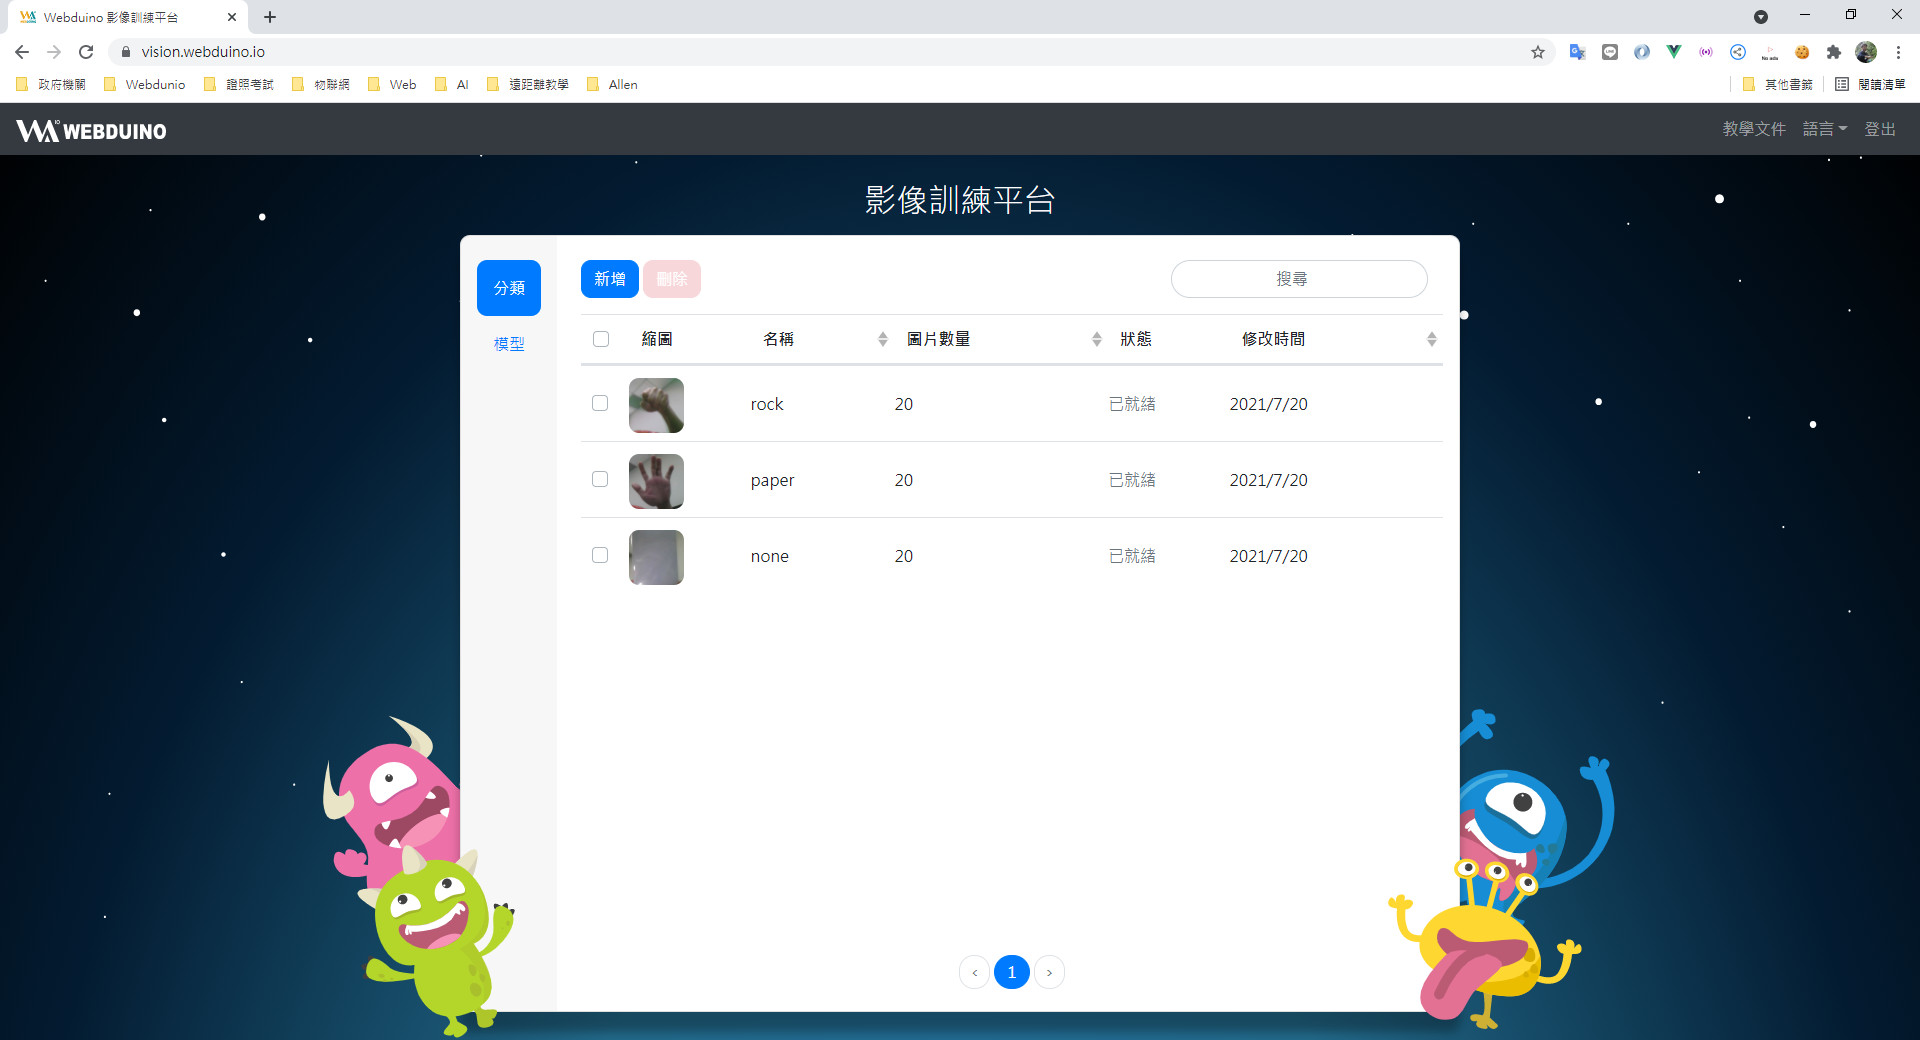 Webduino 影像訓練平台
vision.webduino.io
No ads
政府機關 Webdunio 證照考試 物聯網 Web AI 遠距離教學 Allen 其他書籤 閱讀清單
WEBDUINO 教學文件 語言 登出
影像訓練平台
分類
模型
新增 刪除 搜尋
縮圖 名稱 圖片數量 狀態 修改時間
rock 20 已就緒 2021/7/20
paper 20 已就緒 2021/7/20
none 20 已就緒 2021/7/20
‹ 1 ›